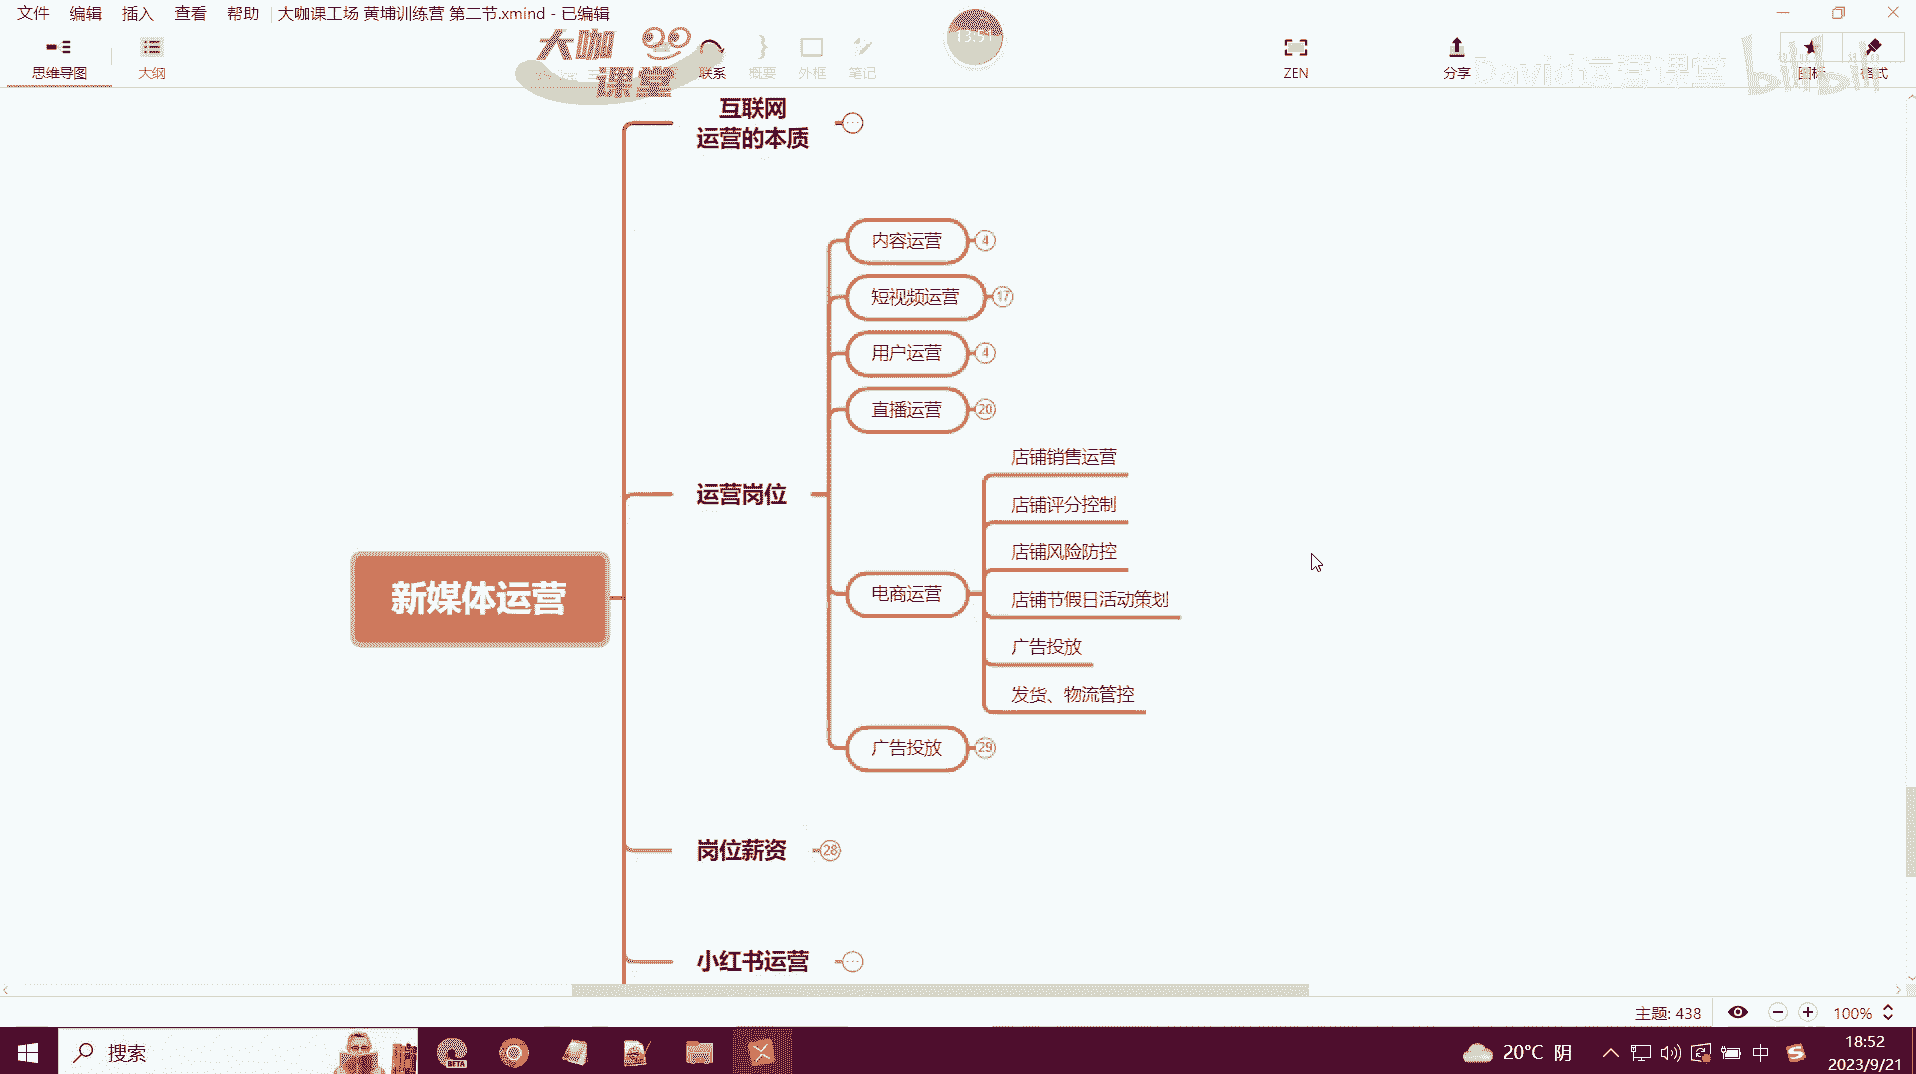 文件 编辑 插入 查看 帮助 大咖课工场 黄埔训练营 第二节.xmind - 已编辑
思维导图 大纲 联系 概要 外框 笔记 ZEN 分享 图标 格式
大咖
课堂
13:51
David运营课堂 bilibili
互联网
运营的本质
内容运营 4
短视频运营 17
用户运营 4
直播运营 20
店铺销售运营
店铺评分控制
运营岗位
店铺风险防控
电商运营
店铺节假日活动策划
新媒体运营
广告投放
发货、物流管控
广告投放 29
岗位薪资 28
小红书运营
主题: 438 100%
搜索 BETA 20°C 阴 中 18:52
2023/9/21